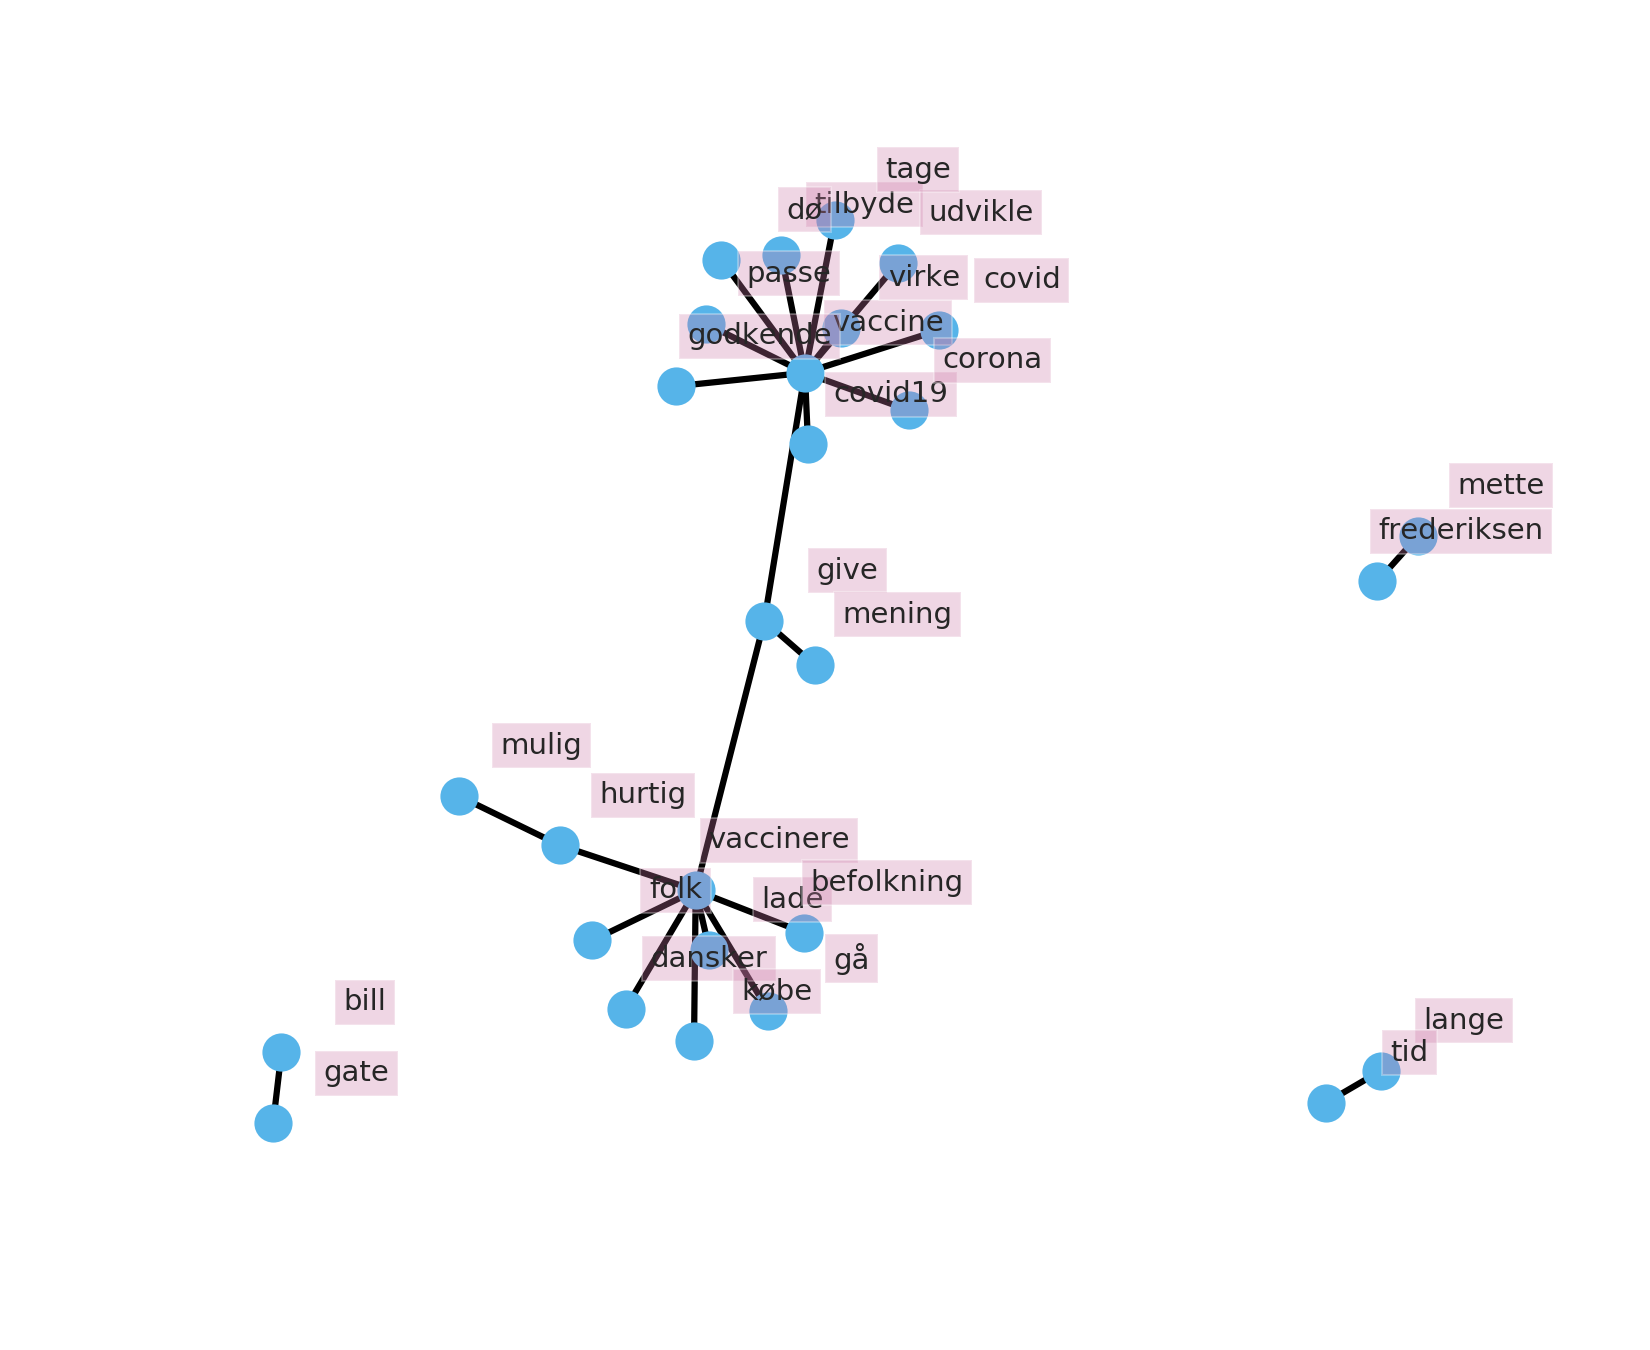 tage
dø
tilbyde
udvikle
passe
virke
covid
godkende
vaccine
corona
covid19
mette
frederiksen
give
mening
mulig
hurtig
vaccinere
folk
lade
befolkning
dansker
gå
købe
bill
gate
lange
tid